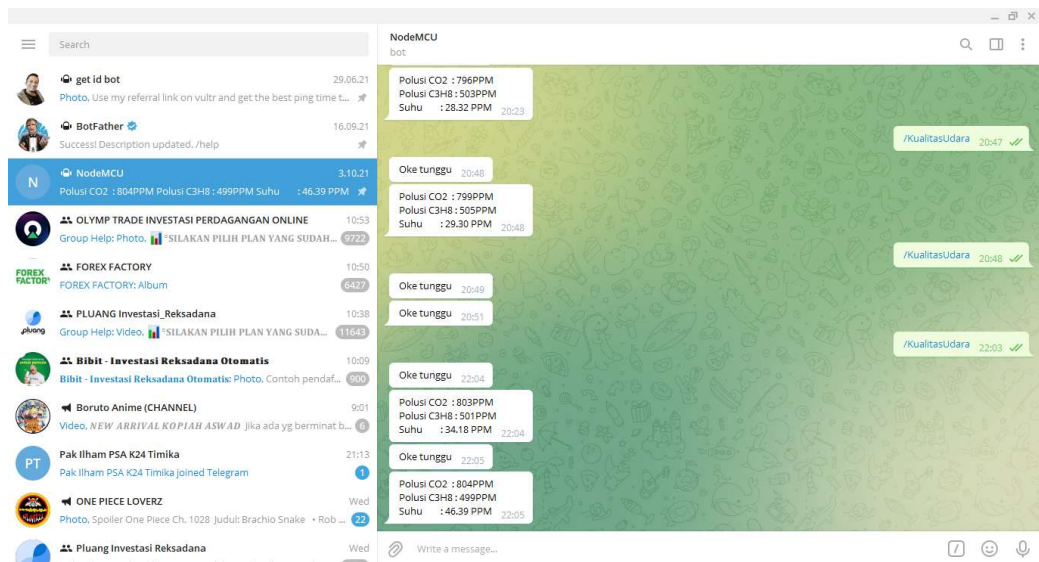 Search
get id bot 29.06.21
Photo, Use my referral link on vultr and get the best ping time t...
BotFather 16.09.21
Success! Description updated. /help
N
NodeMCU 3.10.21
Polusi CO2 : 804PPM Polusi C3H8 : 499PPM Suhu : 46.39 PPM
OLYMP TRADE INVESTASI PERDAGANGAN ONLINE 10:53
Group Help: Photo, *SILAKAN PILIH PLAN YANG SUDAH... 9722
FOREX
FACTORY
FOREX FACTORY 10:50
FOREX FACTORY: Album 6427
pluang
PLUANG Investasi_Reksadana 10:38
Group Help: Video, *SILAKAN PILIH PLAN YANG SUDA... 11643
Bibit - Investasi Reksadana Otomatis 10:09
Bibit - Investasi Reksadana Otomatis: Photo, Contoh pendaf... 900
Boruto Anime (CHANNEL) 9:01
Video, NEW ARRIVAL KOPIAH ASWAD Jika ada yg berminat b... 6
PT
Pak Ilham PSA K24 Timika 21:13
Pak Ilham PSA K24 Timika joined Telegram 1
ONE PIECE LOVERZ Wed
Photo, Spoiler One Piece Ch. 1028 Judul: Brachio Snake • Rob ... 22
Pluang Investasi Reksadana Wed
NodeMCU
bot
Polusi CO2 : 796PPM
Polusi C3H8 : 503PPM
Suhu : 28.32 PPM 20:23
/KualitasUdara 20:47
Oke tunggu 20:48
Polusi CO2 : 799PPM
Polusi C3H8 : 505PPM
Suhu : 29.30 PPM 20:48
/KualitasUdara 20:48
Oke tunggu 20:49
Oke tunggu 20:51
/KualitasUdara 22:03
Oke tunggu 22:04
Polusi CO2 : 803PPM
Polusi C3H8 : 501PPM
Suhu : 34.18 PPM 22:04
Oke tunggu 22:05
Polusi CO2 : 804PPM
Polusi C3H8 : 499PPM
Suhu : 46.39 PPM 22:05
Write a message...